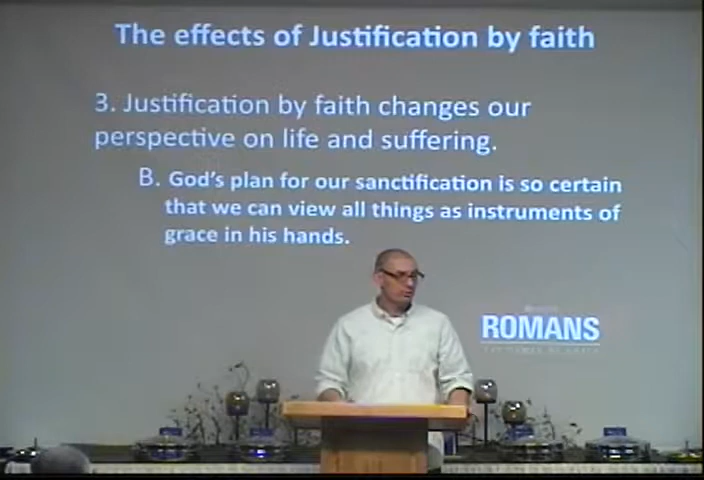 The effects of Justification by faith
3. Justification by faith changes our
perspective on life and suffering.
B. God's plan for our sanctification is so certain
that we can view all things as instruments of
grace in his hands.
ROMANS